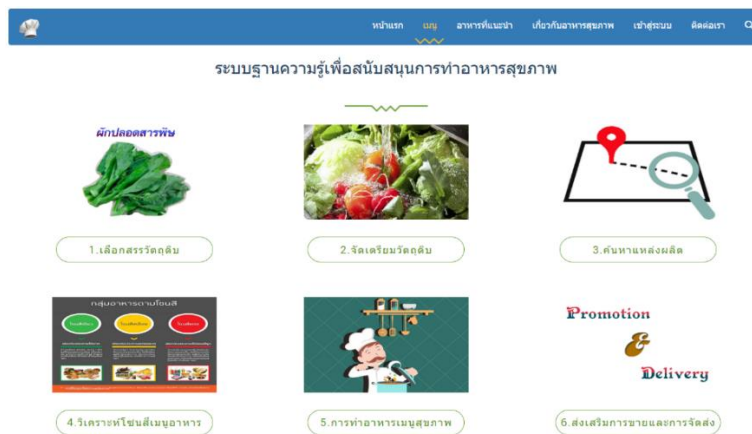 หน้าแรก เมนู อาหารที่แนะนำ เกี่ยวกับอาหารสุขภาพ เข้าสู่ระบบ ติดต่อเรา
ระบบฐานความรู้เพื่อสนับสนุนการทำอาหารสุขภาพ
ผักปลอดสารพิษ
1.เลือกสรรวัตถุดิบ
2.จัดเตรียมวัตถุดิบ
3.ค้นหาแหล่งผลิต
กลุ่มอาหารตามโซนสี
Promotion
&
Delivery
4.วิเคราะห์โซนสีเมนูอาหาร
5.การทำอาหารเมนูสุขภาพ
6.ส่งเสริมการขายและการจัดส่ง